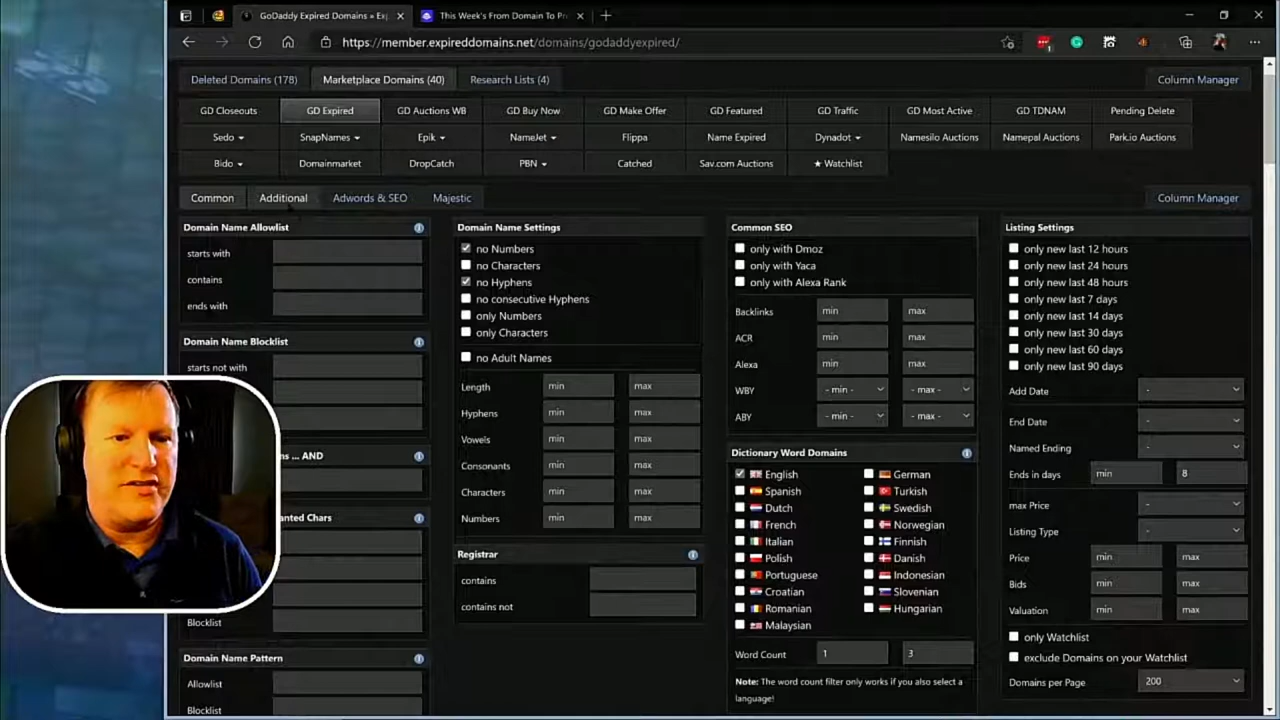 GoDaddy Expired Domains « Ex
This Week's From Domain To Pr
https://member.expireddomains.net/domains/godaddyexpired/
Deleted Domains (178)
Marketplace Domains (40)
Research Lists (4)
Column Manager
GD Closeouts
GD Expired
GD Auctions WB
GD Buy Now
GD Make Offer
GD Featured
GD Traffic
GD Most Active
GD TDNAM
Pending Delete
Sedo
SnapNames
Epik
NameJet
Flippa
Name Expired
Dynadot
Namesilo Auctions
Namepal Auctions
Park.io Auctions
Bido
Domainmarket
DropCatch
PBN
Catched
Sav.com Auctions
★ Watchlist
Common
Additional
Adwords & SEO
Majestic
Column Manager
Domain Name Allowlist
starts with
contains
ends with
Domain Name Blocklist
starts not with
ns ... AND
anted Chars
Blocklist
Domain Name Pattern
Allowlist
Blocklist
Domain Name Settings
no Numbers
no Characters
no Hyphens
no consecutive Hyphens
only Numbers
only Characters
no Adult Names
Length min max
Hyphens min max
Vowels min max
Consonants min max
Characters min max
Numbers min max
Registrar
contains
contains not
Common SEO
only with Dmoz
only with Yaca
only with Alexa Rank
Backlinks min max
ACR min max
Alexa min max
WBY - min - - max -
ABY - min - - max -
Dictionary Word Domains
English German
Spanish Turkish
Dutch Swedish
French Norwegian
Italian Finnish
Polish Danish
Portuguese Indonesian
Croatian Slovenian
Romanian Hungarian
Malaysian
Word Count 1 3
Note: The word count filter only works if you also select a
language!
Listing Settings
only new last 12 hours
only new last 24 hours
only new last 48 hours
only new last 7 days
only new last 14 days
only new last 30 days
only new last 60 days
only new last 90 days
Add Date -
End Date -
Named Ending -
Ends in days min 8
max Price -
Listing Type -
Price min max
Bids min max
Valuation min max
only Watchlist
exclude Domains on your Watchlist
Domains per Page 200